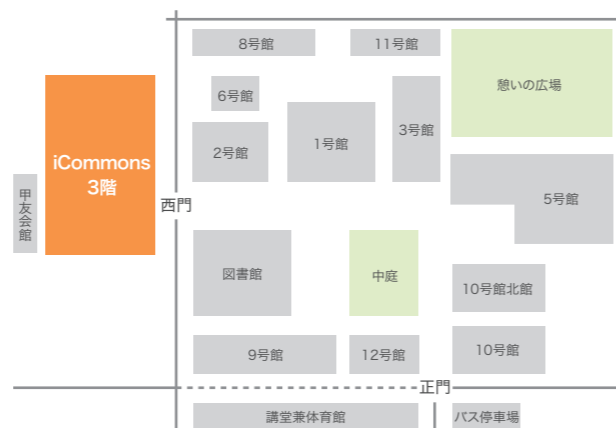 8号館
11号館
憩いの広場
6号館
iCommons
3階
2号館
1号館
3号館
甲友会館
西門
5号館
図書館
中庭
10号館北館
9号館
12号館
10号館
正門
講堂兼体育館
バス停車場